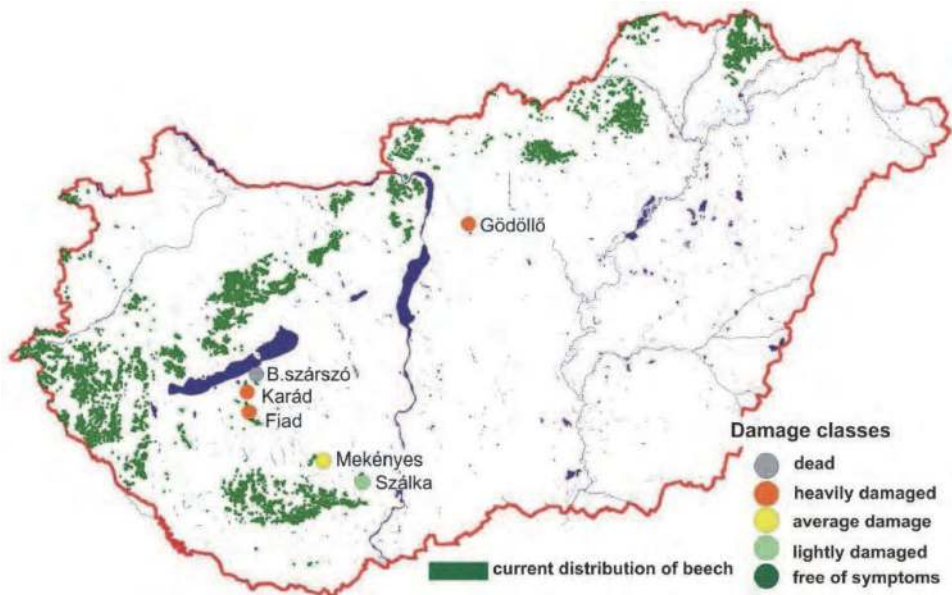 Gödöllő
B.szárszó
Karád
Fiad
Mekényes
Szálka
Damage classes
dead
heavily damaged
average damage
lightly damaged
free of symptoms
current distribution of beech